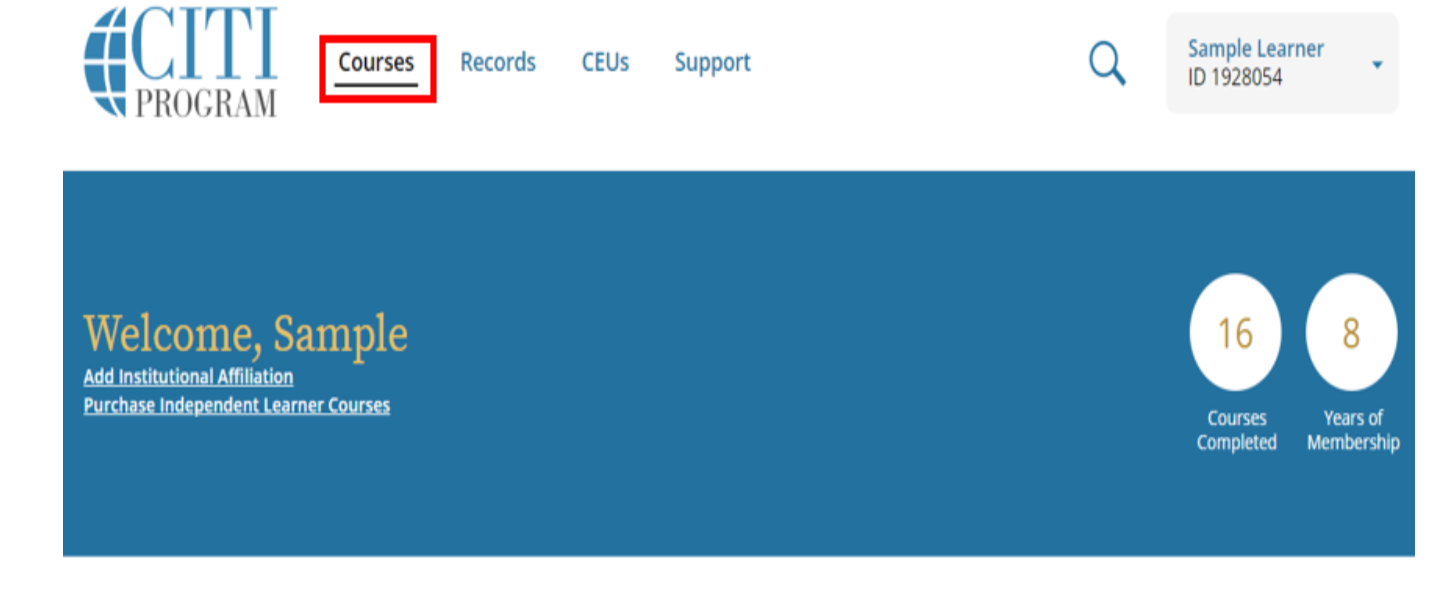 CITI
PROGRAM
Courses Records CEUs Support
Sample Learner
ID 1928054
Welcome, Sample
Add Institutional Affiliation
Purchase Independent Learner Courses
16
Courses
Completed
8
Years of
Membership